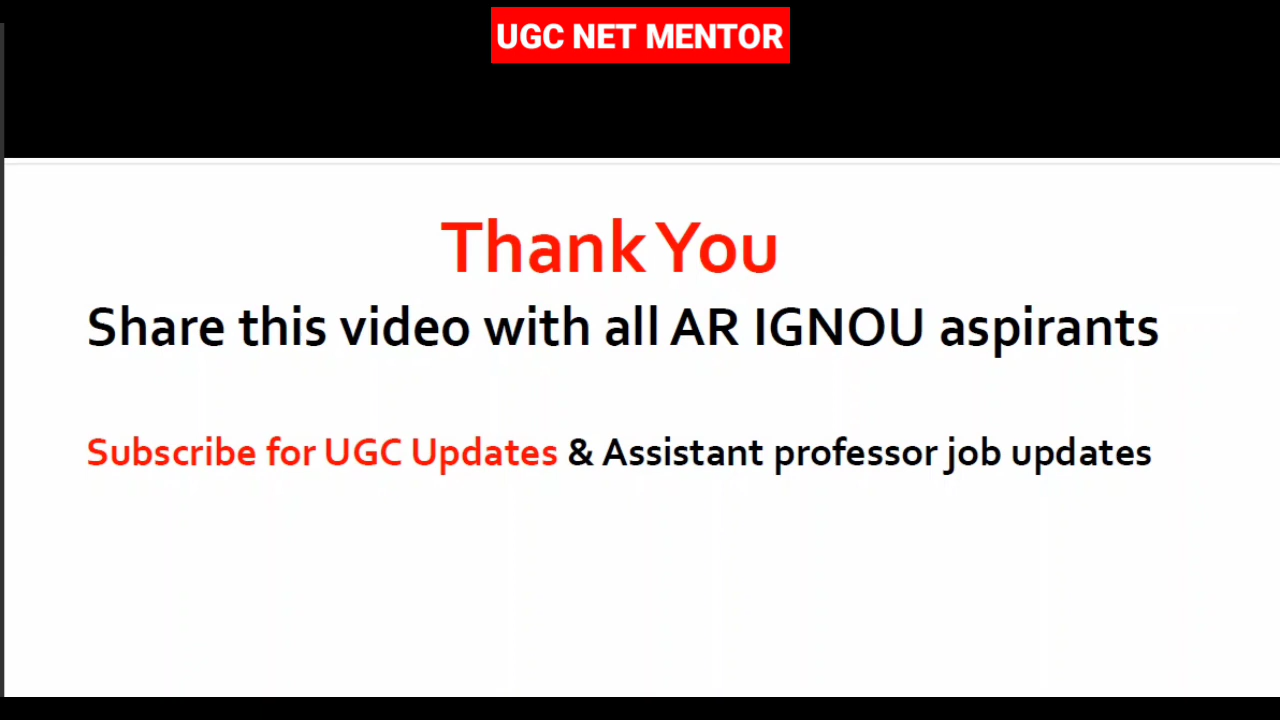 UGC NET MENTOR
Thank You
Share this video with all AR IGNOU aspirants
Subscribe for UGC Updates & Assistant professor job updates